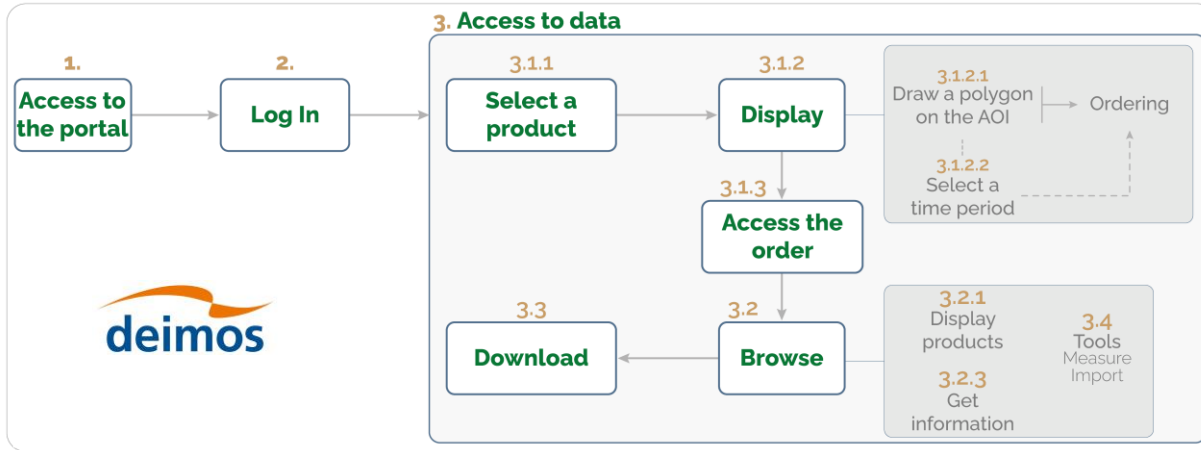 3. Access to data
1.
Access to
the portal
2.
Log In
3.1.1
Select a
product
3.1.2
Display
3.1.2.1
Draw a polygon
on the AOI
Ordering
3.1.2.2
Select a
time period
3.1.3
Access the
order
deimos
3.3
Download
3.2
Browse
3.2.1
Display
products
3.2.3
Get
information
3.4
Tools
Measure
Import